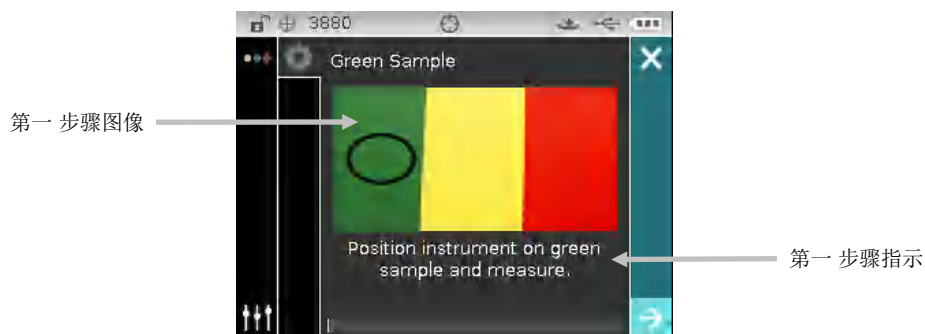 3880
Green Sample
第一 步骤图像
Position instrument on green
sample and measure.
第一 步骤指示